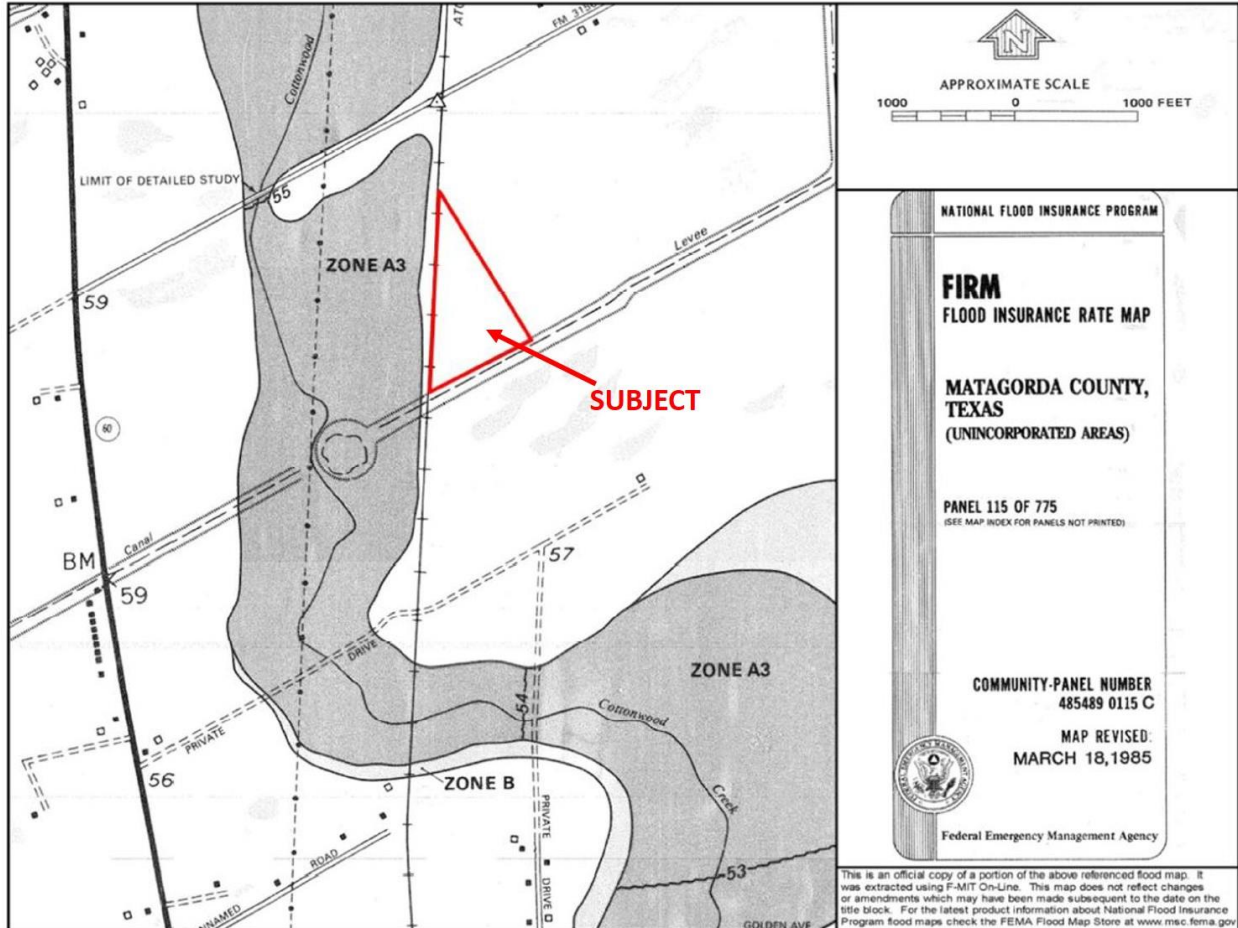 Cottonwood
FM 3156
LIMIT OF DETAILED STUDY
55
ZONE A3
59
Levee
SUBJECT
60
Canal
BM
59
57
PRIVATE DRIVE
ZONE A3
54
Cottonwood
Creek
56
ZONE B
PRIVATE DRIVE
ROAD
53
GOLDEN AVE
N
APPROXIMATE SCALE
1000 0 1000 FEET
NATIONAL FLOOD INSURANCE PROGRAM
FIRM
FLOOD INSURANCE RATE MAP
MATAGORDA COUNTY,
TEXAS
(UNINCORPORATED AREAS)
PANEL 115 OF 775
(SEE MAP INDEX FOR PANELS NOT PRINTED)
COMMUNITY-PANEL NUMBER
485489 0115 C
MAP REVISED:
MARCH 18,1985
Federal Emergency Management Agency
This is an official copy of a portion of the above referenced flood map. It
was extracted using F-MIT On-Line. This map does not reflect changes
or amendments which may have been made subsequent to the date on the
title block. For the latest product information about National Flood Insurance
Program flood maps check the FEMA Flood Map Store at www.msc.fema.gov